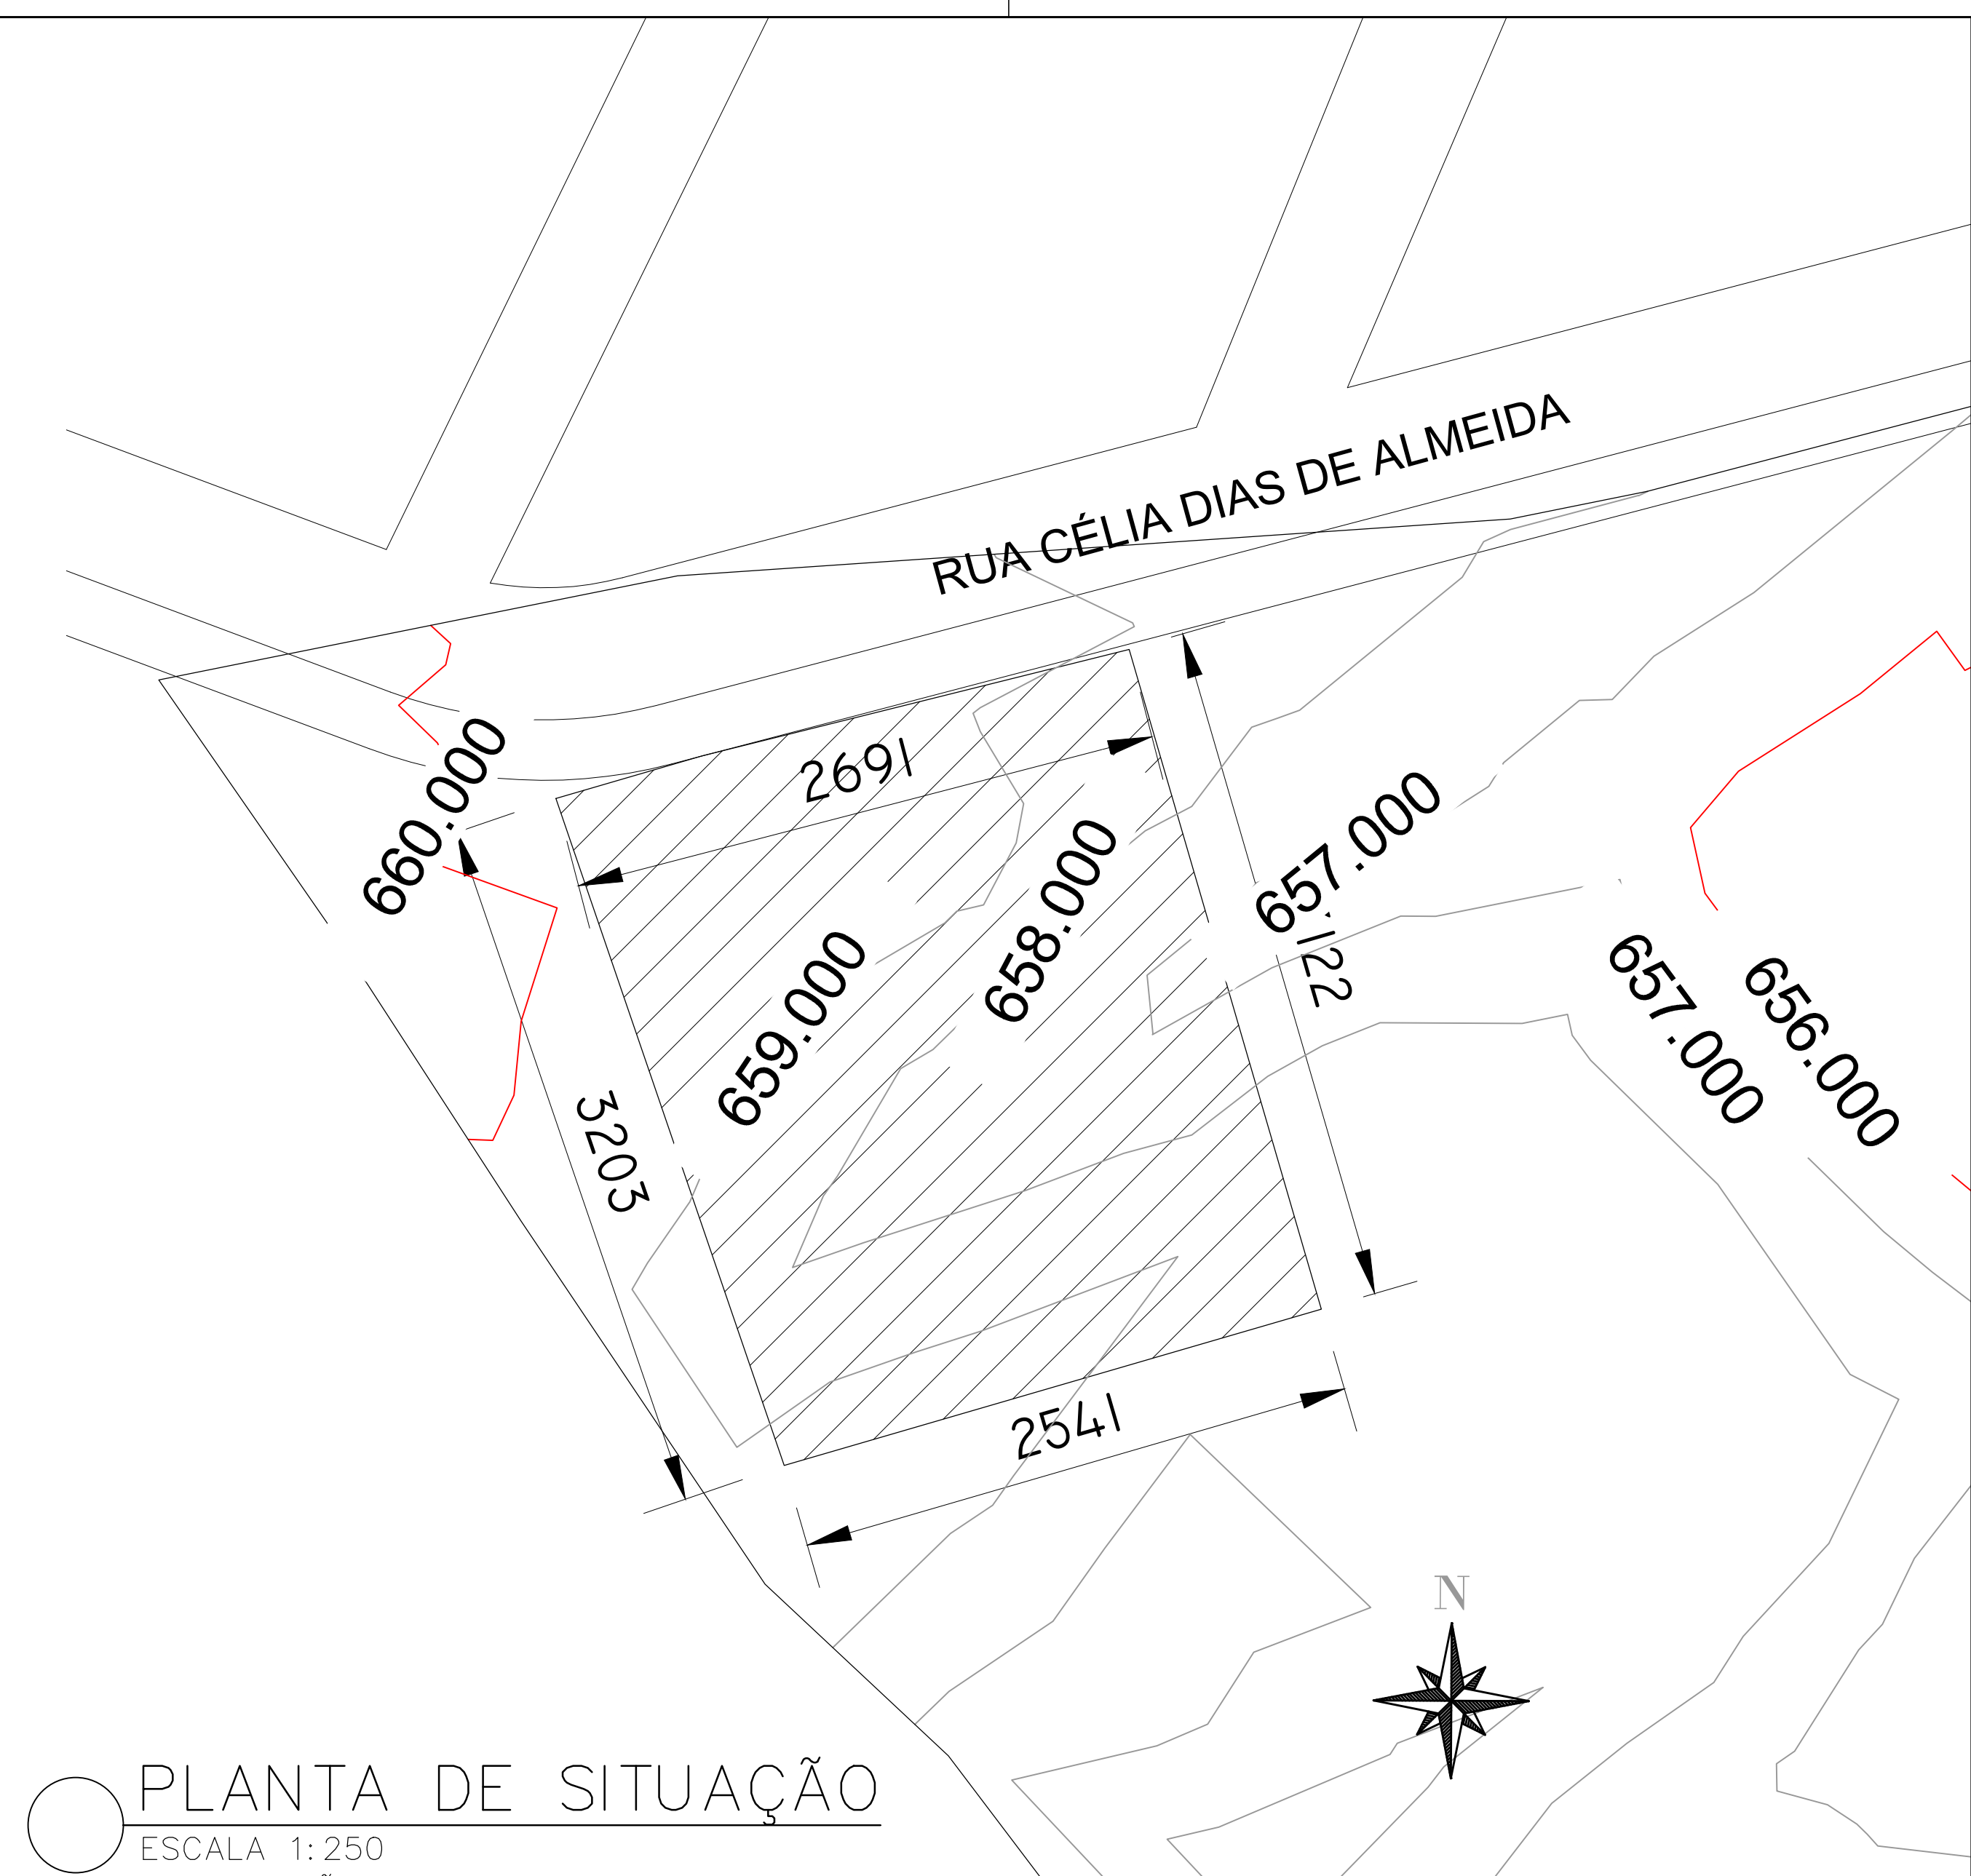 RUA CÉLIA DIAS DE ALMEIDA
660.000
2691
657.000
658.000
659.000
657.000
656.000
3203
2541
N
PLANTA DE SITUAÇÃO
ESCALA 1:250